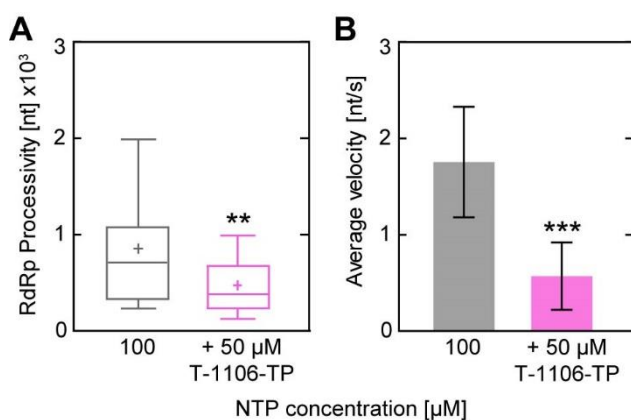 A
RdRp Processivity [nt] x10³
3
2
1
0
**
100
+ 50 µM
T-1106-TP
B
Average velocity [nt/s]
3
2
1
0
***
100
+ 50 µM
T-1106-TP
NTP concentration [µM]